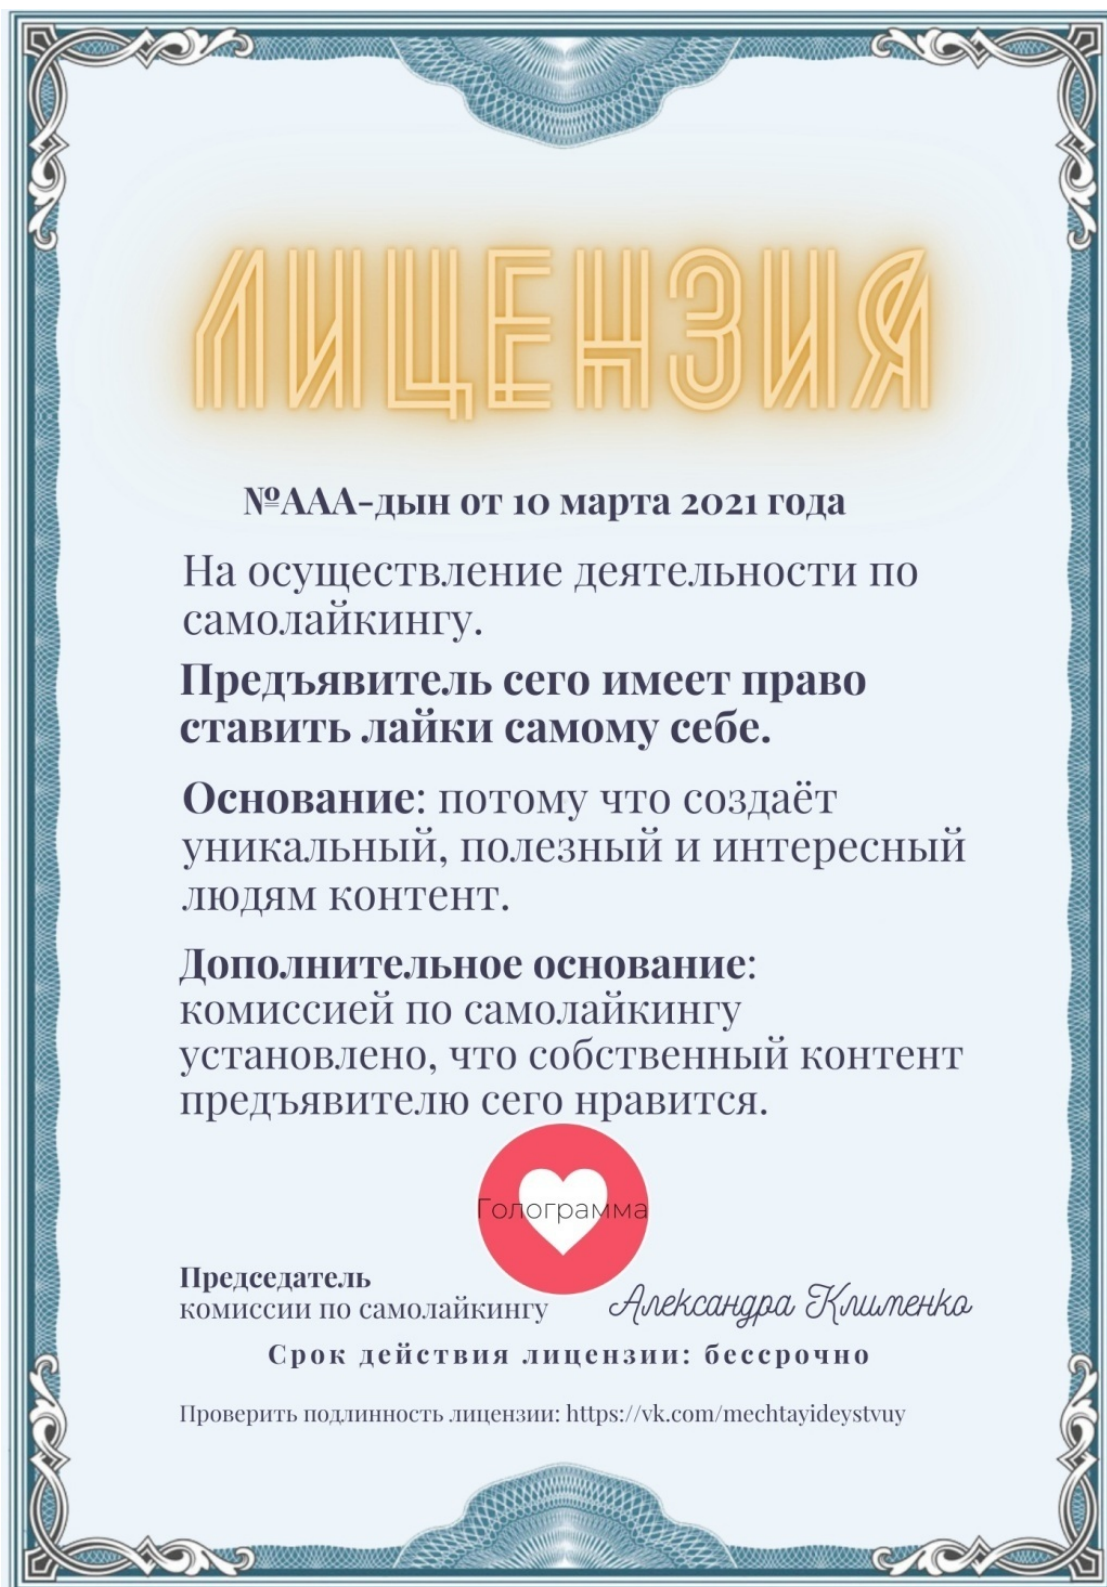 ЛИЦЕНЗИЯ
№ААА-дын от 10 марта 2021 года
На осуществление деятельности по
самолайкингу.
Предъявитель сего имеет право
ставить лайки самому себе.
Основание: потому что создаёт
уникальный, полезный и интересный
людям контент.
Дополнительное основание:
комиссией по самолайкингу
установлено, что собственный контент
предъявителю сего нравится.
Голограмма
Председатель
комиссии по самолайкингу
Александра Клименко
Срок действия лицензии: бессрочно
Проверить подлинность лицензии: https://vk.com/mechtayideystvuy